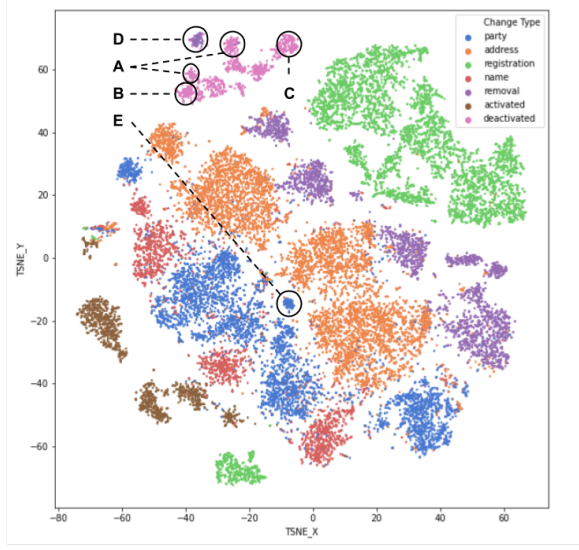 Change Type
party
address
registration
name
removal
activated
deactivated
D
A
B
C
E
60
40
20
0
−20
−40
−60
TSNE_Y
−80 −60 −40 −20 0 20 40 60
TSNE_X